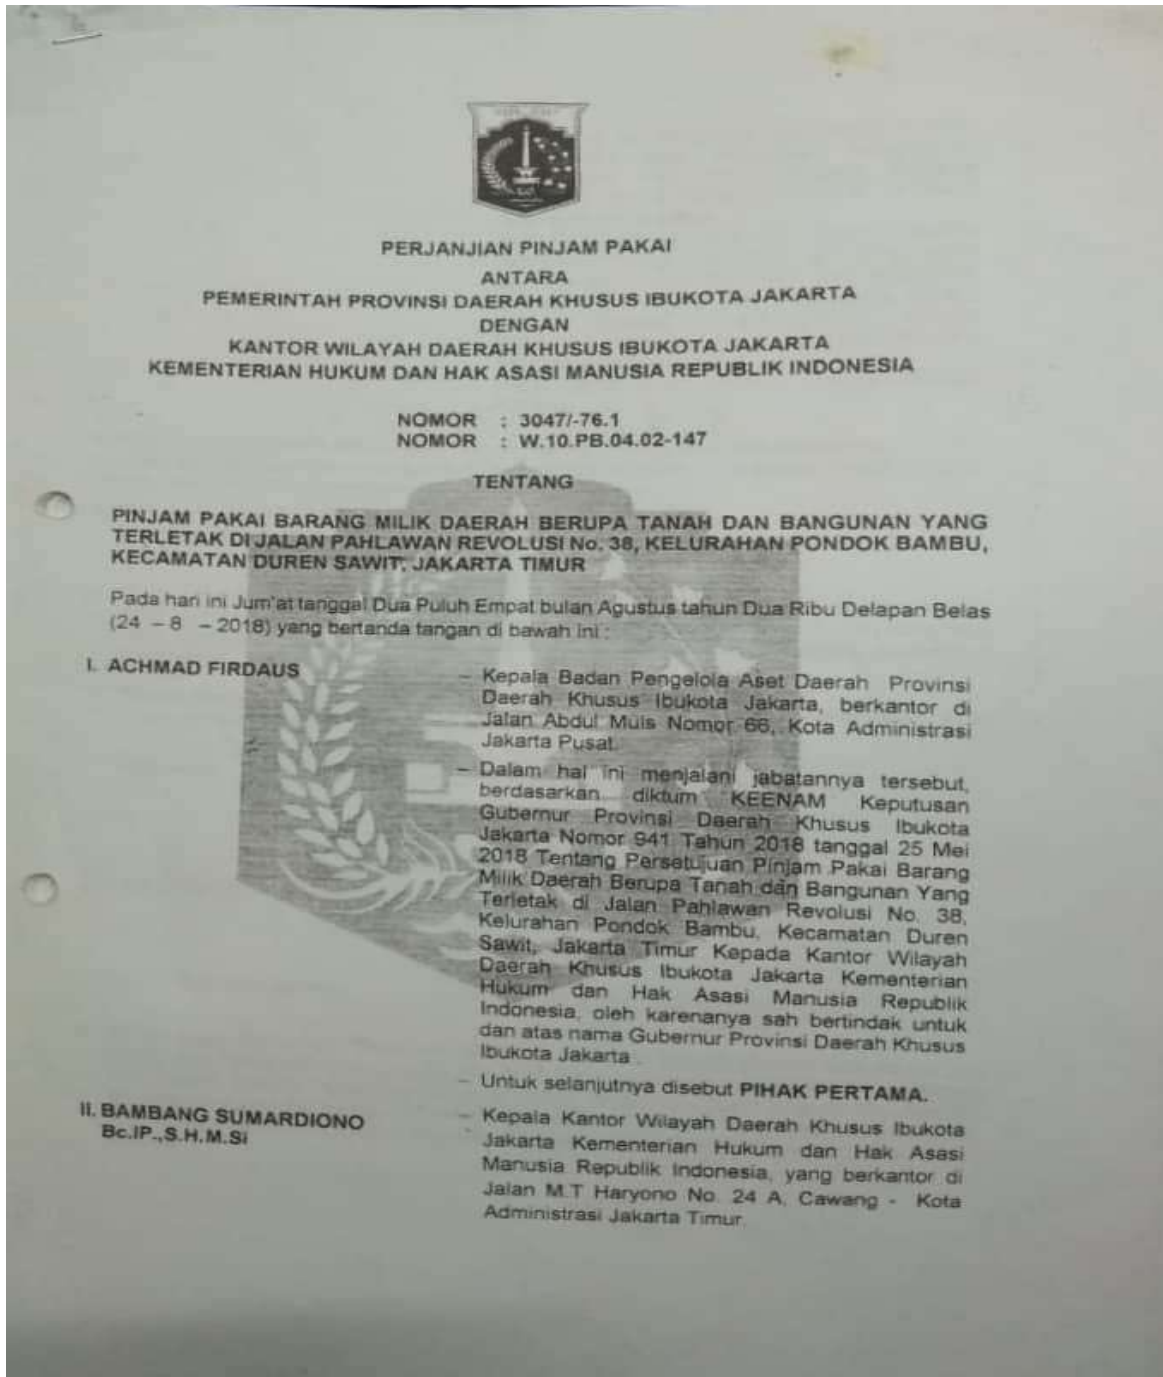 PERJANJIAN PINJAM PAKAI
ANTARA
PEMERINTAH PROVINSI DAERAH KHUSUS IBUKOTA JAKARTA
DENGAN
KANTOR WILAYAH DAERAH KHUSUS IBUKOTA JAKARTA
KEMENTERIAN HUKUM DAN HAK ASASI MANUSIA REPUBLIK INDONESIA
NOMOR : 3047/-76.1
NOMOR : W.10.PB.04.02-147
TENTANG
PINJAM PAKAI BARANG MILIK DAERAH BERUPA TANAH DAN BANGUNAN YANG
TERLETAK DI JALAN PAHLAWAN REVOLUSI No. 38, KELURAHAN PONDOK BAMBU,
KECAMATAN DUREN SAWIT, JAKARTA TIMUR
Pada hari ini Jum'at tanggal Dua Puluh Empat bulan Agustus tahun Dua Ribu Delapan Belas
(24 – 8 – 2018) yang bertanda tangan di bawah ini :
I. ACHMAD FIRDAUS
– Kepala Badan Pengelola Aset Daerah Provinsi
Daerah Khusus Ibukota Jakarta, berkantor di
Jalan Abdul Muis Nomor 66, Kota Administrasi
Jakarta Pusat.
– Dalam hal ini menjalani jabatannya tersebut,
berdasarkan diktum KEENAM Keputusan
Gubernur Provinsi Daerah Khusus Ibukota
Jakarta Nomor 941 Tahun 2018 tanggal 25 Mei
2018 Tentang Persetujuan Pinjam Pakai Barang
Milik Daerah Berupa Tanah dan Bangunan Yang
Terletak di Jalan Pahlawan Revolusi No. 38,
Kelurahan Pondok Bambu, Kecamatan Duren
Sawit, Jakarta Timur Kepada Kantor Wilayah
Daerah Khusus Ibukota Jakarta Kementerian
Hukum dan Hak Asasi Manusia Republik
Indonesia, oleh karenanya sah bertindak untuk
dan atas nama Gubernur Provinsi Daerah Khusus
Ibukota Jakarta .
– Untuk selanjutnya disebut PIHAK PERTAMA.
II. BAMBANG SUMARDIONO
Bc.IP.,S.H.M.Si
– Kepala Kantor Wilayah Daerah Khusus Ibukota
Jakarta Kementerian Hukum dan Hak Asasi
Manusia Republik Indonesia, yang berkantor di
Jalan M.T Haryono No. 24 A, Cawang - Kota
Administrasi Jakarta Timur.